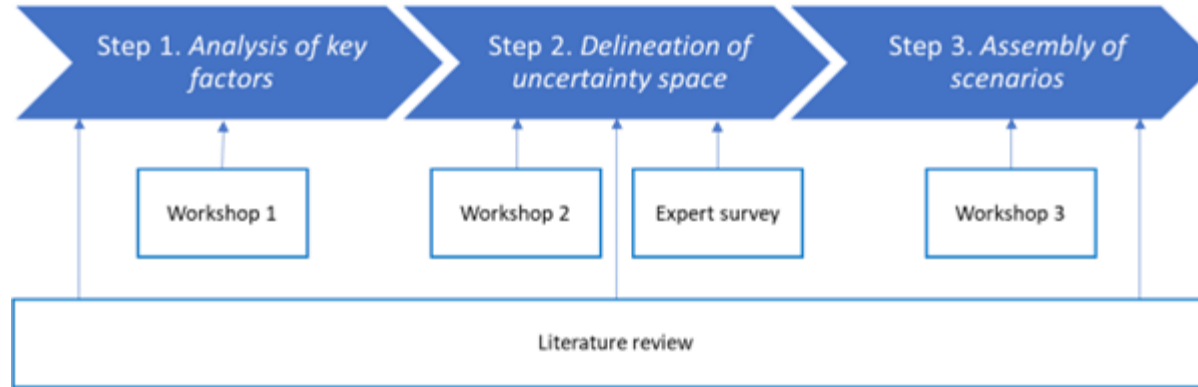 Step 1. Analysis of key
factors
Step 2. Delineation of
uncertainty space
Step 3. Assembly of
scenarios
Workshop 1
Workshop 2
Expert survey
Workshop 3
Literature review